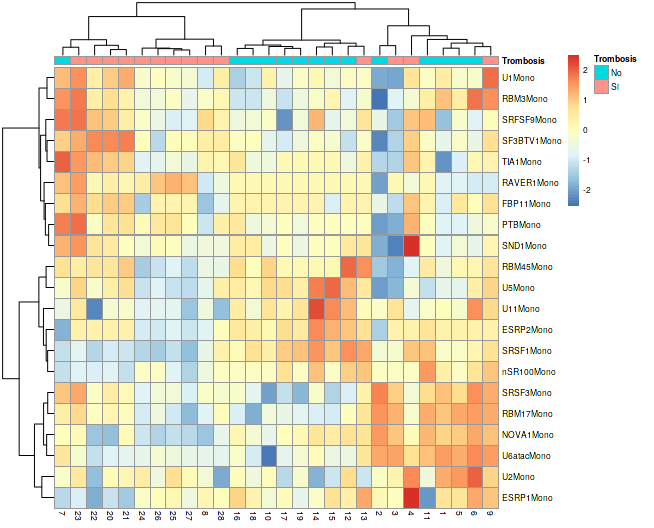 Trombosis
U1Mono
RBM3Mono
SRFSF9Mono
SF3BTV1Mono
TIA1Mono
RAVER1Mono
FBP11Mono
PTBMono
SND1Mono
RBM45Mono
U5Mono
U11Mono
ESRP2Mono
SRSF1Mono
nSR100Mono
SRSF3Mono
RBM17Mono
NOVA1Mono
U6atacMono
U2Mono
ESRP1Mono
7 23 22 20 21 24 26 25 27 8 28 16 18 10 17 19 14 15 12 13 2 3 4 11 1 5 6 9
2
1
0
-1
-2
Trombosis
No
SI